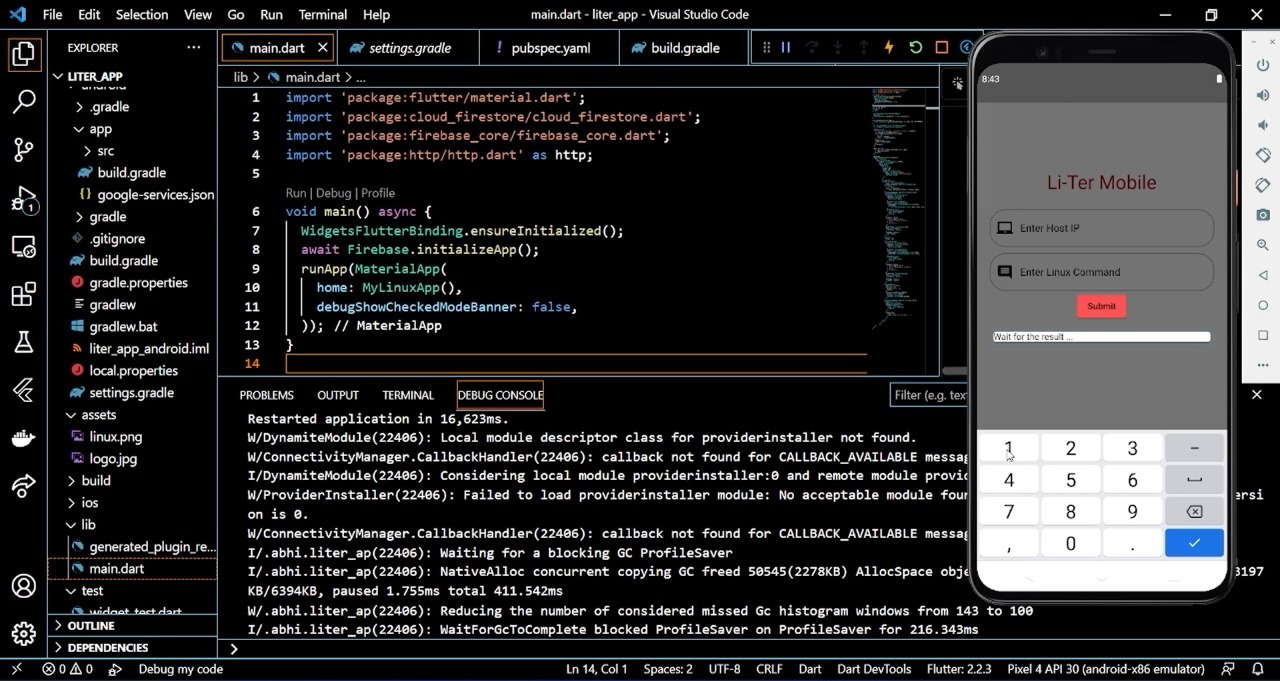 File Edit Selection View Go Run Terminal Help main.dart - liter_app - Visual Studio Code
EXPLORER ···
LITER_APP
android
.gradle
app
src
build.gradle
google-services.json
gradle
.gitignore
build.gradle
gradle.properties
gradlew
gradlew.bat
liter_app_android.iml
local.properties
settings.gradle
assets
linux.png
logo.jpg
build
ios
lib
generated_plugin_re...
main.dart
test
widget_test.dart
OUTLINE
DEPENDENCIES
1
main.dart settings.gradle ! pubspec.yaml build.gradle
lib > main.dart > ...
1 import 'package:flutter/material.dart';
2 import 'package:cloud_firestore/cloud_firestore.dart';
3 import 'package:firebase_core/firebase_core.dart';
4 import 'package:http/http.dart' as http;
5
Run | Debug | Profile
6 void main() async {
7 WidgetsFlutterBinding.ensureInitialized();
8 await Firebase.initializeApp();
9 runApp(MaterialApp(
10 home: MyLinuxApp(),
11 debugShowCheckedModeBanner: false,
12 )); // MaterialApp
13 }
14
PROBLEMS OUTPUT TERMINAL DEBUG CONSOLE Filter (e.g. tex
Restarted application in 16,623ms.
W/DynamiteModule(22406): Local module descriptor class for providerinstaller not found.
W/ConnectivityManager.CallbackHandler(22406): callback not found for CALLBACK_AVAILABLE messag
I/DynamiteModule(22406): Considering local module providerinstaller:0 and remote module provi
W/ProviderInstaller(22406): Failed to load providerinstaller module: No acceptable module foun ersi
on is 0.
W/ConnectivityManager.CallbackHandler(22406): callback not found for CALLBACK_AVAILABLE messag
I/.abhi.liter_ap(22406): Waiting for a blocking GC ProfileSaver
I/.abhi.liter_ap(22406): NativeAlloc concurrent copying GC freed 50545(2278KB) AllocSpace obje 3197
KB/6394KB, paused 1.755ms total 411.542ms
W/.abhi.liter_ap(22406): Reducing the number of considered missed Gc histogram windows from 143 to 100
I/.abhi.liter_ap(22406): WaitForGcToComplete blocked ProfileSaver on ProfileSaver for 216.343ms
8:43
Li-Ter Mobile
Enter Host IP
Enter Linux Command
Submit
Wait for the result ...
1 2 3 -
4 5 6
7 8 9
, 0 .
0 0 Debug my code Ln 14, Col 1 Spaces: 2 UTF-8 CRLF Dart Dart DevTools Flutter: 2.2.3 Pixel 4 API 30 (android-x86 emulator)